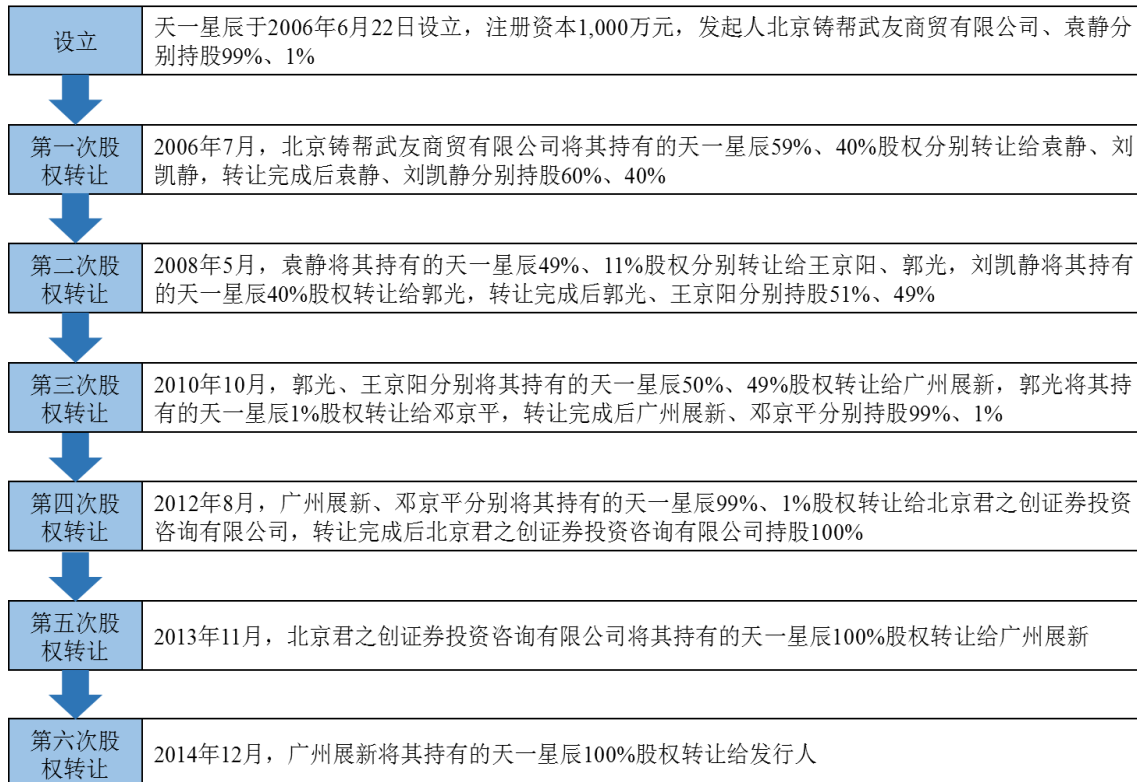 设立
天一星辰于2006年6月22日设立，注册资本1,000万元，发起人北京铸帮武友商贸有限公司、袁静分
别持股99%、1%
第一次股
权转让
2006年7月，北京铸帮武友商贸有限公司将其持有的天一星辰59%、40%股权分别转让给袁静、刘
凯静，转让完成后袁静、刘凯静分别持股60%、40%
第二次股
权转让
2008年5月，袁静将其持有的天一星辰49%、11%股权分别转让给王京阳、郭光，刘凯静将其持有
的天一星辰40%股权转让给郭光，转让完成后郭光、王京阳分别持股51%、49%
第三次股
权转让
2010年10月，郭光、王京阳分别将其持有的天一星辰50%、49%股权转让给广州展新，郭光将其持
有的天一星辰1%股权转让给邓京平，转让完成后广州展新、邓京平分别持股99%、1%
第四次股
权转让
2012年8月，广州展新、邓京平分别将其持有的天一星辰99%、1%股权转让给北京君之创证券投资
咨询有限公司，转让完成后北京君之创证券投资咨询有限公司持股100%
第五次股
权转让
2013年11月，北京君之创证券投资咨询有限公司将其持有的天一星辰100%股权转让给广州展新
第六次股
权转让
2014年12月，广州展新将其持有的天一星辰100%股权转让给发行人